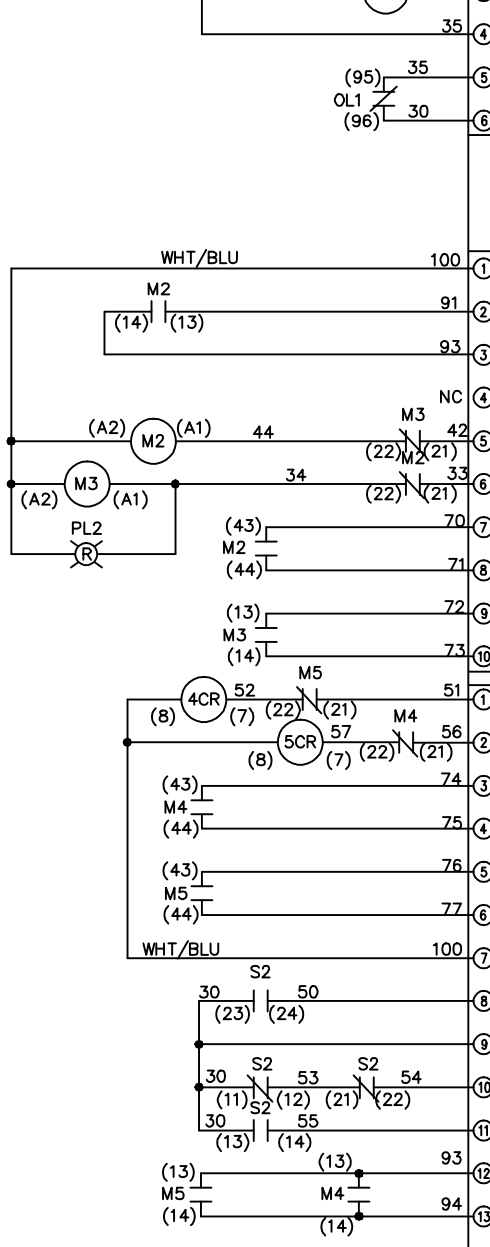 35 4
(95) 35 5
OL1
(96) 30 6
WHT/BLU 100 1
M2 91 2
(14) (13)
93 3
NC 4
M3
(A2) M2 (A1) 44 42 5
(22) (21)
M2
M3 34 33 6
(A2) (A1) (22) (21)
PL2
R
(43) 70 7
M2
(44) 71 8
(13) 72 9
M3
(14) 73 10
M5
4CR 52 51 1
(8) (7) (22) (21)
M4
5CR 57 56 2
(8) (7) (22) (21)
(43) 74 3
M4
(44) 75 4
(43) 76 5
M5
(44) 77 6
WHT/BLU 100 7
S2
30 50 8
(23) (24)
9
S2 S2
30 53 54 10
(11) (12) (21) (22)
S2
30 55 11
(13) (14)
(13) (13) 93 12
M5 M4
(14) (14) 94 13